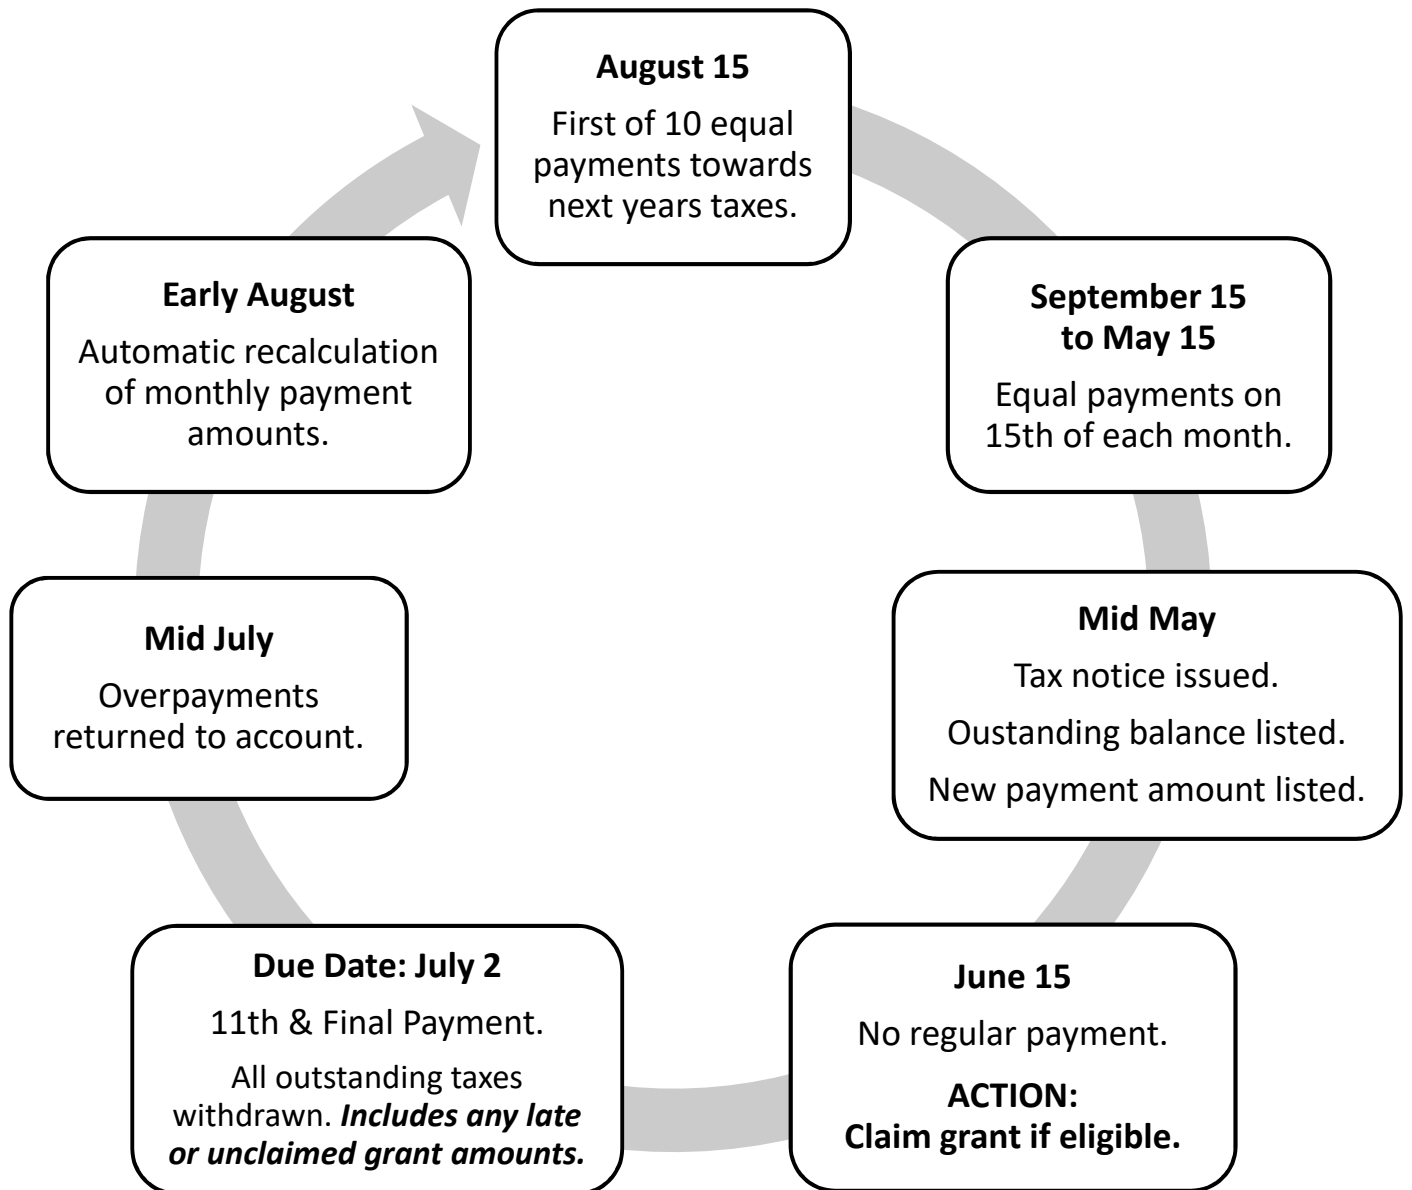 August 15
First of 10 equal
payments towards
next years taxes.
September 15
to May 15
Equal payments on
15th of each month.
Mid May
Tax notice issued.
Oustanding balance listed.
New payment amount listed.
June 15
No regular payment.
ACTION:
Claim grant if eligible.
Due Date: July 2
11th & Final Payment.
All outstanding taxes
withdrawn. Includes any late
or unclaimed grant amounts.
Mid July
Overpayments
returned to account.
Early August
Automatic recalculation
of monthly payment
amounts.